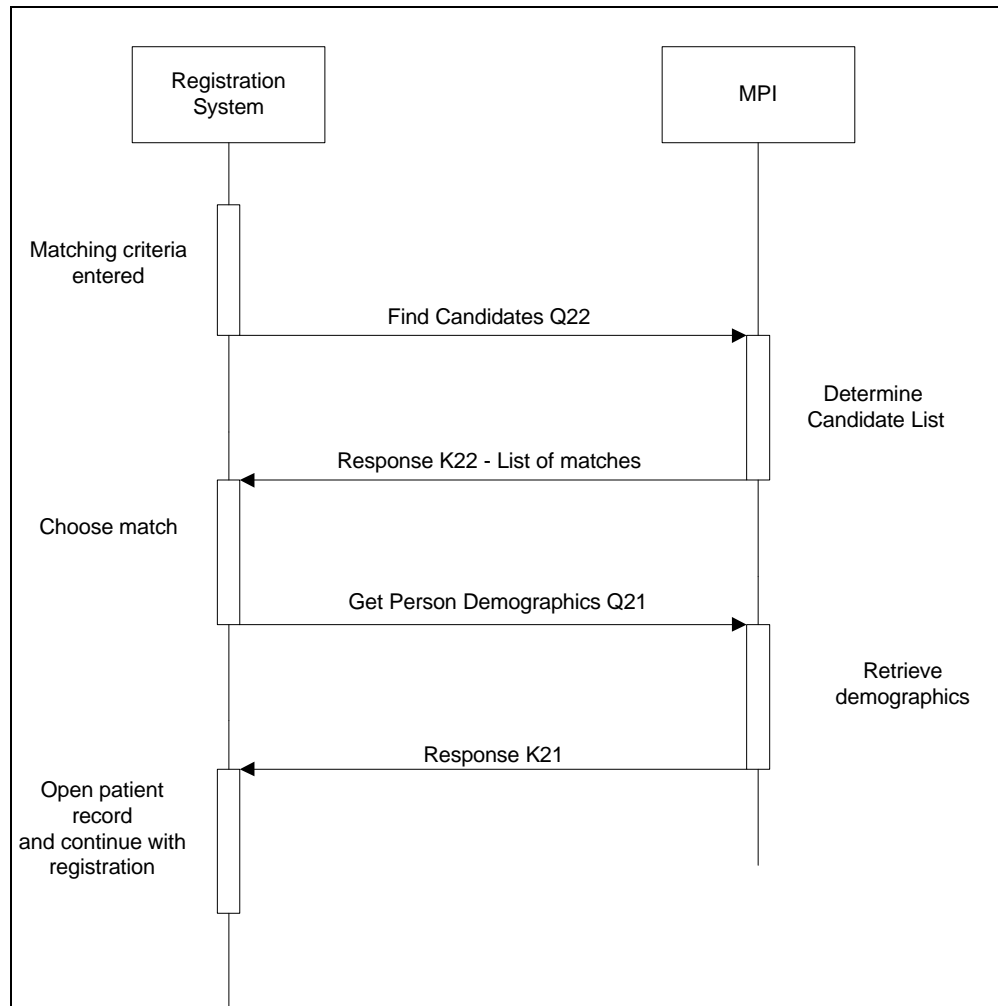 Registration
System
MPI
Matching criteria
entered
Find Candidates Q22
Determine
Candidate List
Response K22 - List of matches
Choose match
Get Person Demographics Q21
Retrieve
demographics
Response K21
Open patient
record
and continue with
registration